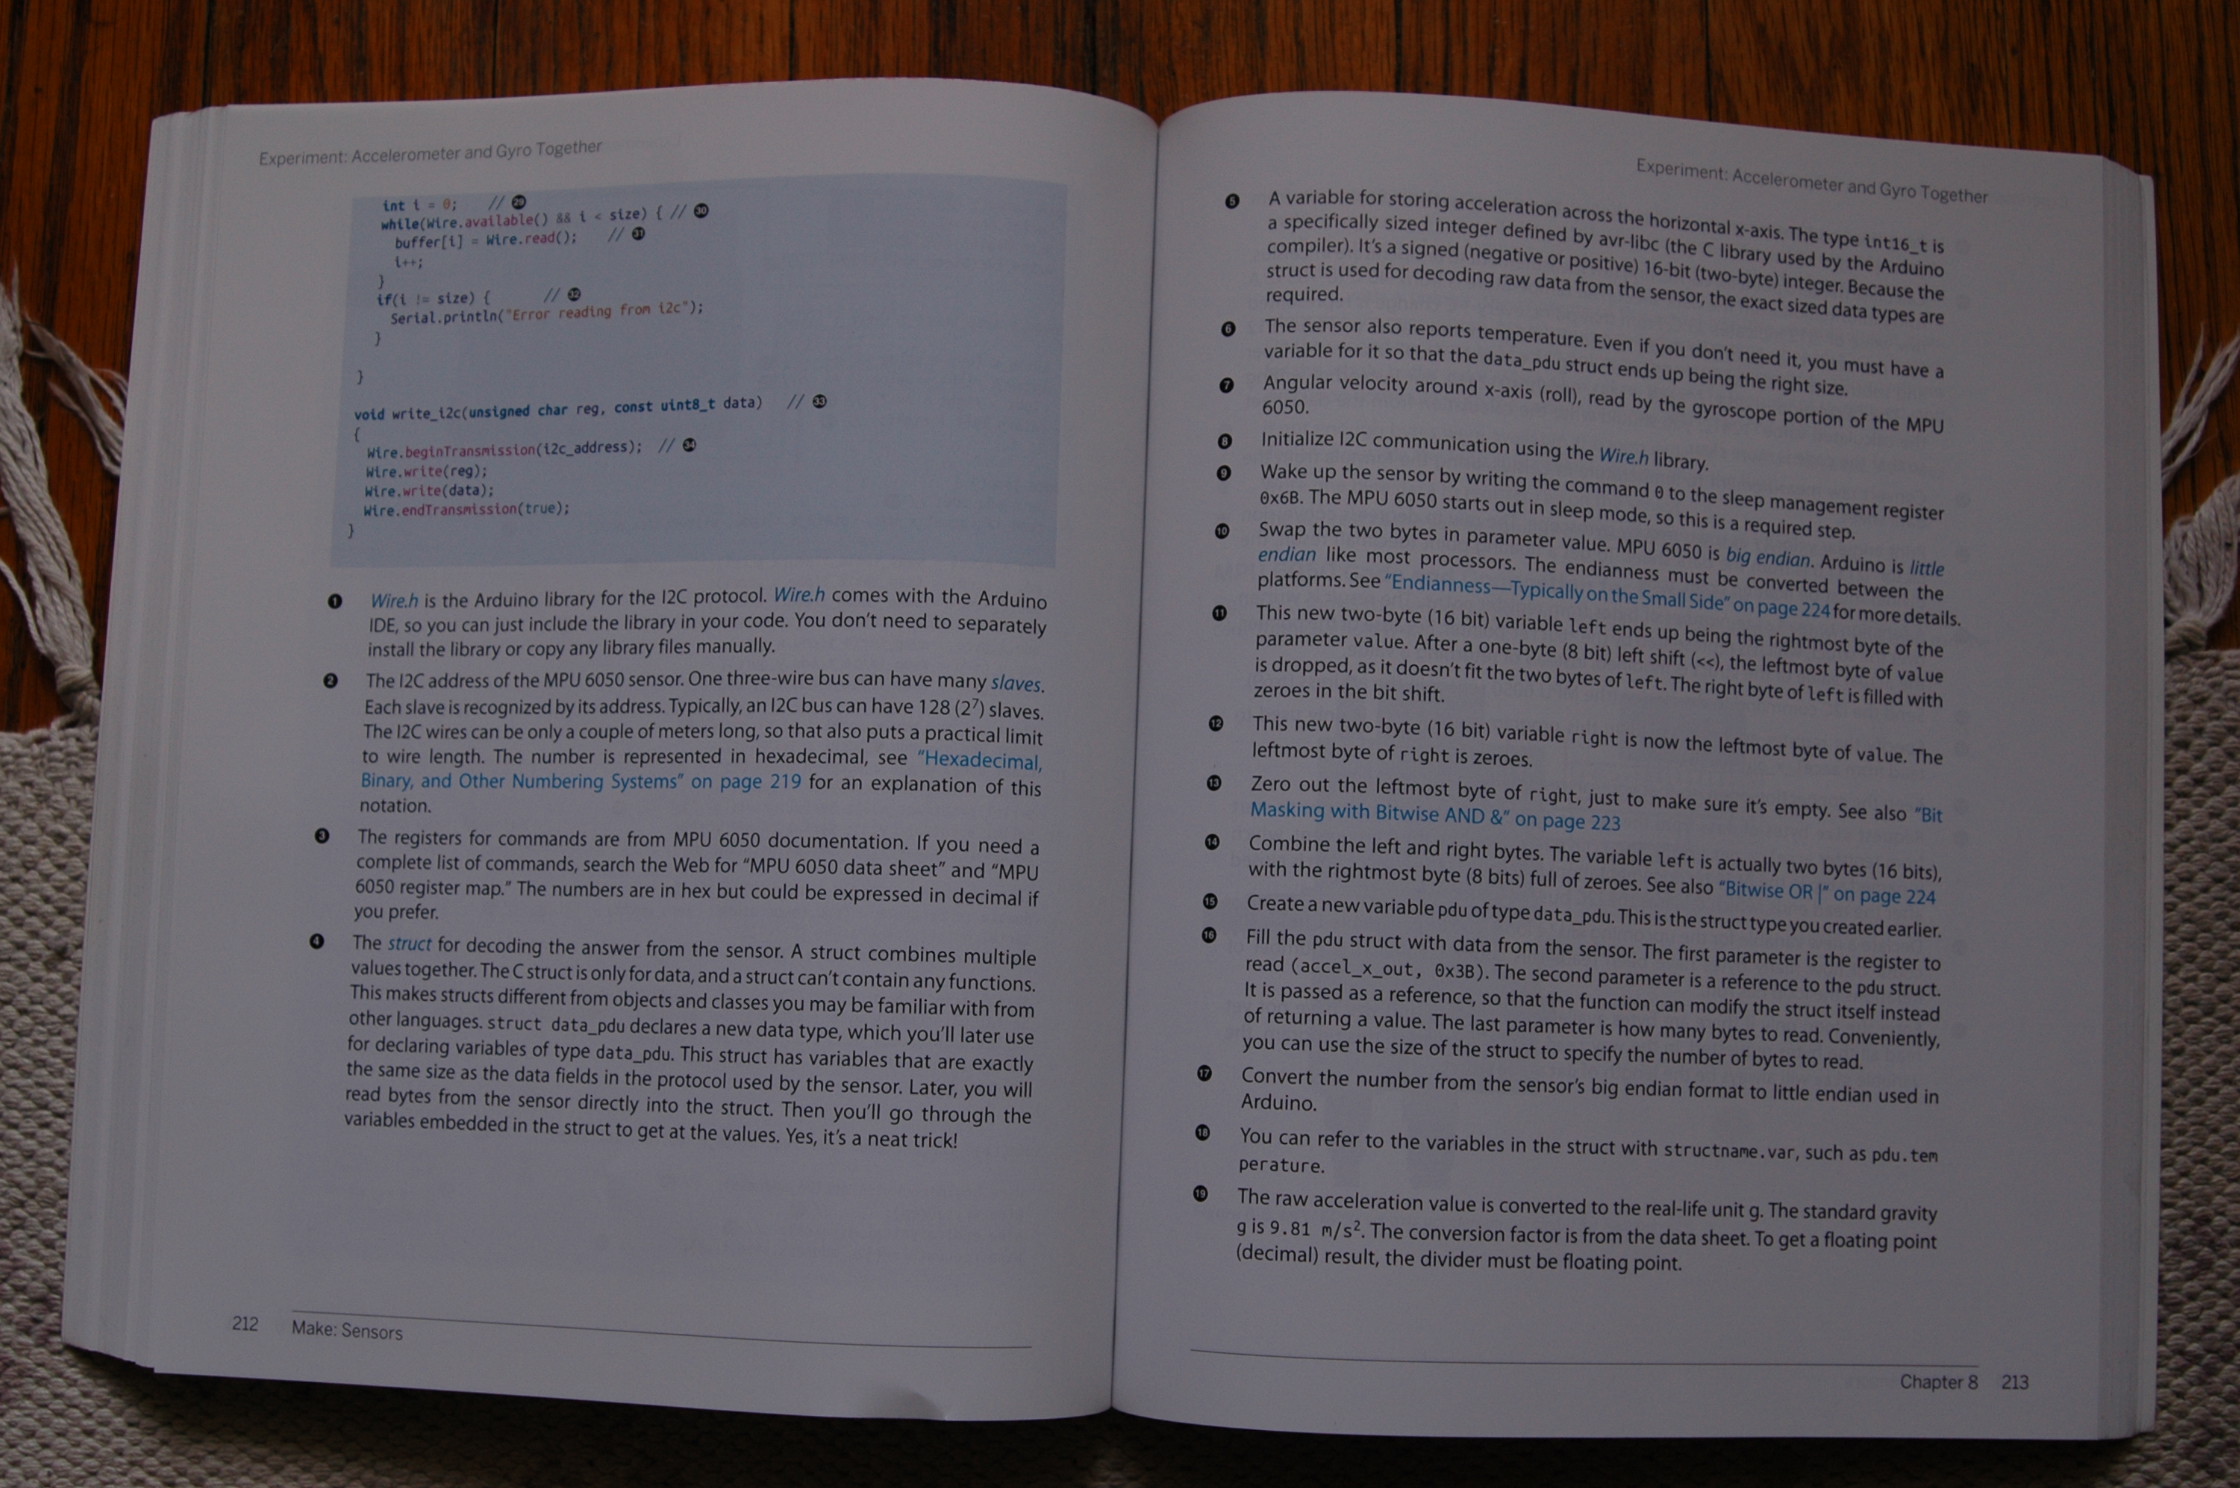 Experiment: Accelerometer and Gyro Together
int i = 0; // 29
while(Wire.available() && i < size) { // 30
buffer[i] = Wire.read(); // 31
i++;
}
if(i != size) { // 32
Serial.println("Error reading from i2c");
}
}
void write_i2c(unsigned char reg, const uint8_t data) // 33
{
Wire.beginTransmission(i2c_address); // 34
Wire.write(reg);
Wire.write(data);
Wire.endTransmission(true);
}
1 Wire.h is the Arduino library for the I2C protocol. Wire.h comes with the Arduino
IDE, so you can just include the library in your code. You don't need to separately
install the library or copy any library files manually.
2 The I2C address of the MPU 6050 sensor. One three-wire bus can have many slaves.
Each slave is recognized by its address. Typically, an I2C bus can have 128 (2⁷) slaves.
The I2C wires can be only a couple of meters long, so that also puts a practical limit
to wire length. The number is represented in hexadecimal, see "Hexadecimal,
Binary, and Other Numbering Systems" on page 219 for an explanation of this
notation.
3 The registers for commands are from MPU 6050 documentation. If you need a
complete list of commands, search the Web for "MPU 6050 data sheet" and "MPU
6050 register map." The numbers are in hex but could be expressed in decimal if
you prefer.
4 The struct for decoding the answer from the sensor. A struct combines multiple
values together. The C struct is only for data, and a struct can't contain any functions.
This makes structs different from objects and classes you may be familiar with from
other languages. struct data_pdu declares a new data type, which you'll later use
for declaring variables of type data_pdu. This struct has variables that are exactly
the same size as the data fields in the protocol used by the sensor. Later, you will
read bytes from the sensor directly into the struct. Then you'll go through the
variables embedded in the struct to get at the values. Yes, it's a neat trick!
212 Make: Sensors
Experiment: Accelerometer and Gyro Together
5 A variable for storing acceleration across the horizontal x-axis. The type int16_t is
a specifically sized integer defined by avr-libc (the C library used by the Arduino
compiler). It's a signed (negative or positive) 16-bit (two-byte) integer. Because the
struct is used for decoding raw data from the sensor, the exact sized data types are
required.
6 The sensor also reports temperature. Even if you don't need it, you must have a
variable for it so that the data_pdu struct ends up being the right size.
7 Angular velocity around x-axis (roll), read by the gyroscope portion of the MPU
6050.
8 Initialize I2C communication using the Wire.h library.
9 Wake up the sensor by writing the command 0 to the sleep management register
0x6B. The MPU 6050 starts out in sleep mode, so this is a required step.
10 Swap the two bytes in parameter value. MPU 6050 is big endian. Arduino is little
endian like most processors. The endianness must be converted between the
platforms. See "Endianness—Typically on the Small Side" on page 224 for more details.
11 This new two-byte (16 bit) variable left ends up being the rightmost byte of the
parameter value. After a one-byte (8 bit) left shift (<<), the leftmost byte of value
is dropped, as it doesn't fit the two bytes of left. The right byte of left is filled with
zeroes in the bit shift.
12 This new two-byte (16 bit) variable right is now the leftmost byte of value. The
leftmost byte of right is zeroes.
13 Zero out the leftmost byte of right, just to make sure it's empty. See also "Bit
Masking with Bitwise AND &" on page 223
14 Combine the left and right bytes. The variable left is actually two bytes (16 bits),
with the rightmost byte (8 bits) full of zeroes. See also "Bitwise OR |" on page 224
15 Create a new variable pdu of type data_pdu. This is the struct type you created earlier.
16 Fill the pdu struct with data from the sensor. The first parameter is the register to
read (accel_x_out, 0x3B). The second parameter is a reference to the pdu struct.
It is passed as a reference, so that the function can modify the struct itself instead
of returning a value. The last parameter is how many bytes to read. Conveniently,
you can use the size of the struct to specify the number of bytes to read.
17 Convert the number from the sensor's big endian format to little endian used in
Arduino.
18 You can refer to the variables in the struct with structname.var, such as pdu.tem
perature.
19 The raw acceleration value is converted to the real-life unit g. The standard gravity
g is 9.81 m/s². The conversion factor is from the data sheet. To get a floating point
(decimal) result, the divider must be floating point.
Chapter 8 213